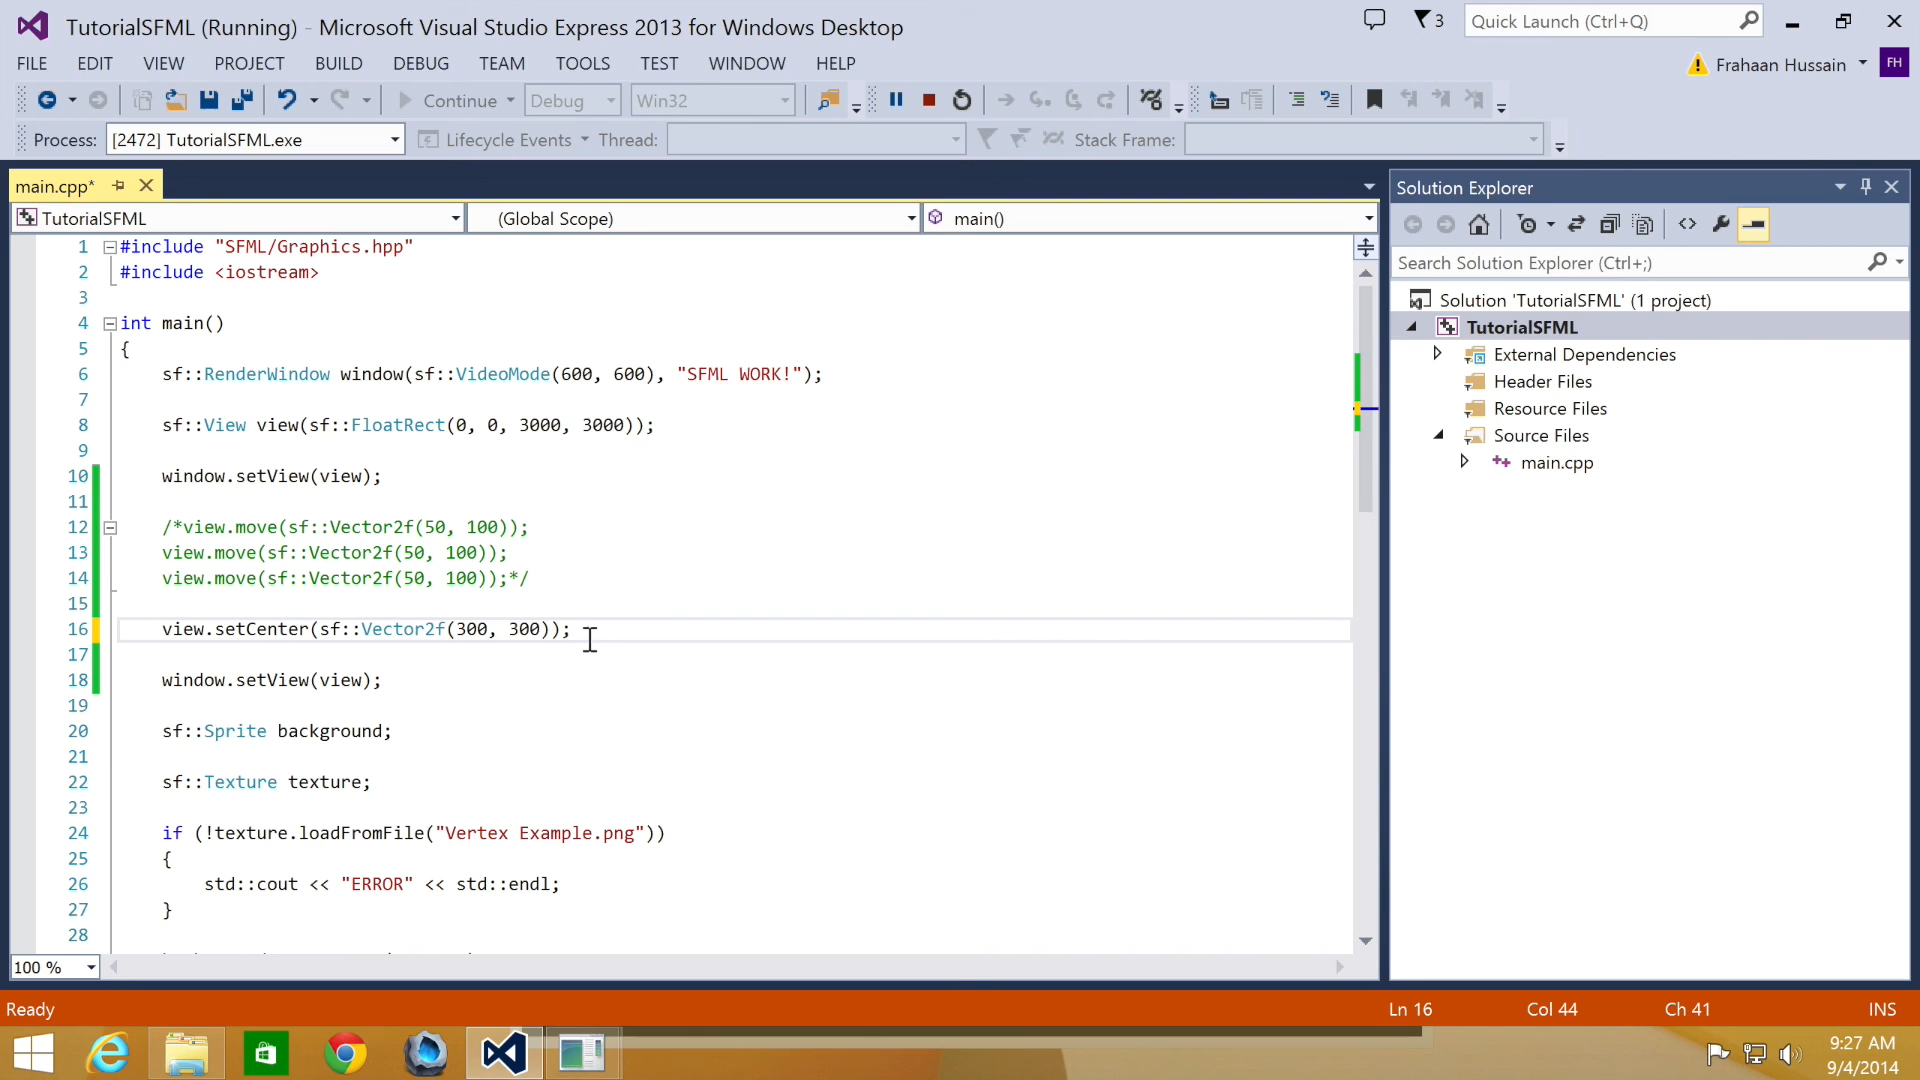 TutorialSFML (Running) - Microsoft Visual Studio Express 2013 for Windows Desktop
3
Quick Launch (Ctrl+Q)
FILE EDIT VIEW PROJECT BUILD DEBUG TEAM TOOLS TEST WINDOW HELP
Frahaan Hussain
FH
Continue
Debug
Win32
Process: [2472] TutorialSFML.exe
Lifecycle Events
Thread:
Stack Frame:
main.cpp*
TutorialSFML
(Global Scope)
main()
1 #include "SFML/Graphics.hpp"
2 #include <iostream>
3
4 int main()
5 {
6 sf::RenderWindow window(sf::VideoMode(600, 600), "SFML WORK!");
7
8 sf::View view(sf::FloatRect(0, 0, 3000, 3000));
9
10 window.setView(view);
11
12 /*view.move(sf::Vector2f(50, 100));
13 view.move(sf::Vector2f(50, 100));
14 view.move(sf::Vector2f(50, 100));*/
15
16 view.setCenter(sf::Vector2f(300, 300));
17
18 window.setView(view);
19
20 sf::Sprite background;
21
22 sf::Texture texture;
23
24 if (!texture.loadFromFile("Vertex Example.png"))
25 {
26 std::cout << "ERROR" << std::endl;
27 }
28
100 %
Solution Explorer
Search Solution Explorer (Ctrl+;)
Solution 'TutorialSFML' (1 project)
TutorialSFML
External Dependencies
Header Files
Resource Files
Source Files
main.cpp
Ready
Ln 16
Col 44
Ch 41
INS
9:27 AM
9/4/2014